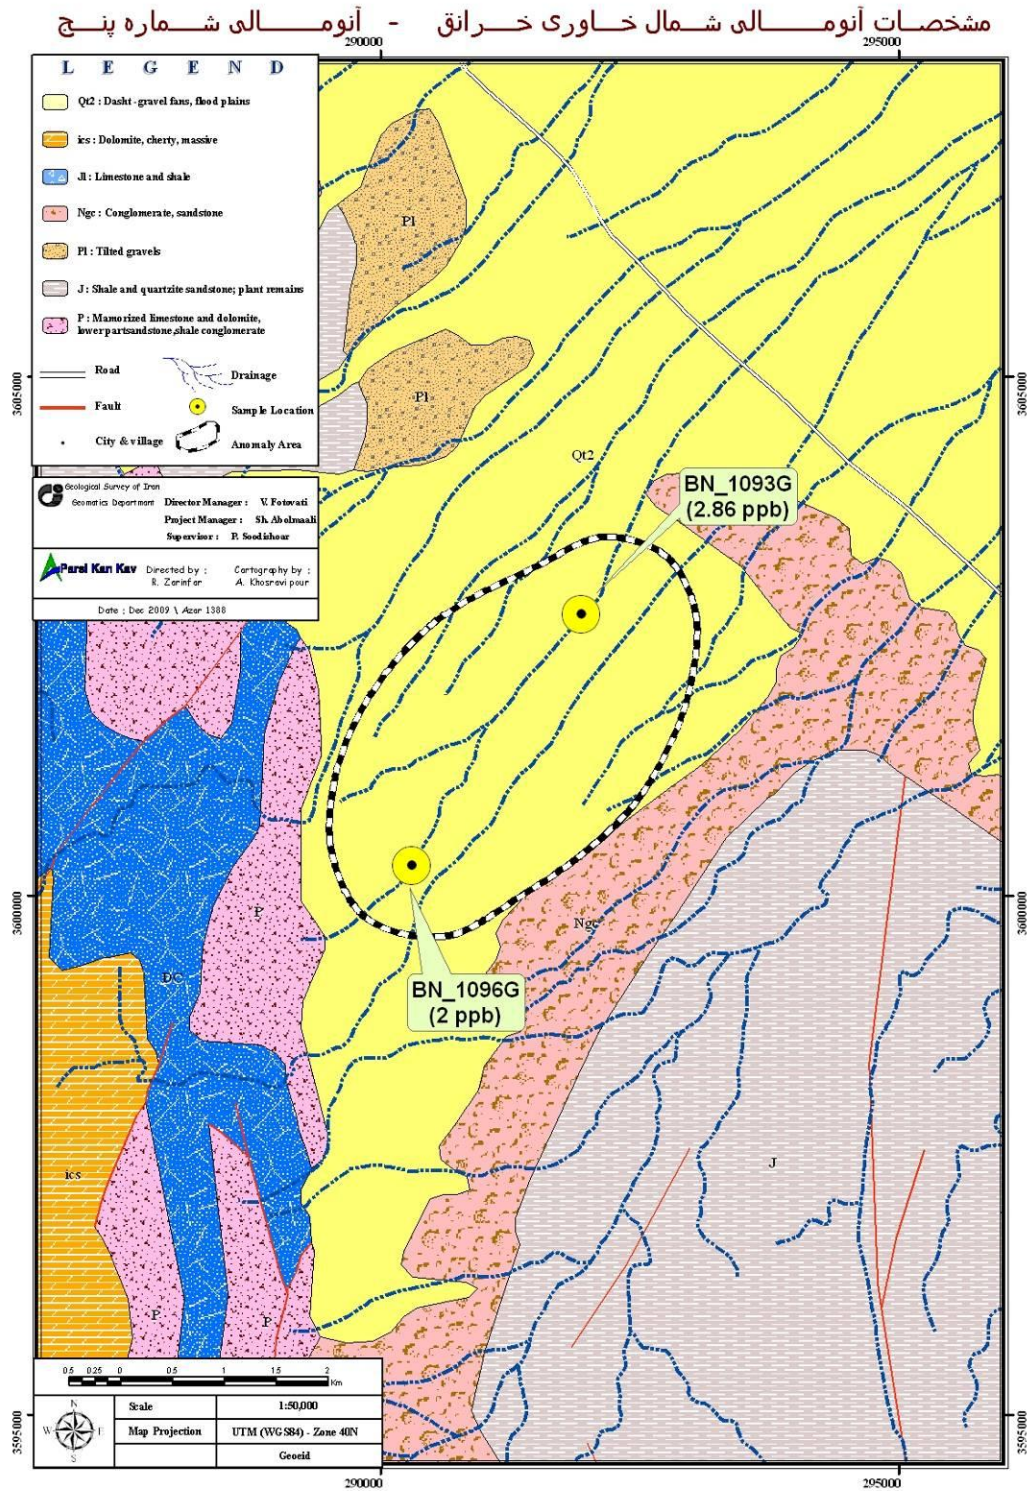 مشخصات آنومالی شمال خاوری خرانق - آنومالی شماره پنج
290000 295000
L E G E N D
Qt2 : Dasht - gravel fans, flood plains
ics : Dolomite, cherty, massive
Jl : Limestone and shale
Ngc : Conglomerate, sandstone
Pl : Tilted gravels
J : Shale and quartzite sandstone; plant remains
P : Mamorized limestone and dolomite,
lowerpartsandstone,shale conglomerate
Road
Drainage
Fault
Sample Location
City & village
Anomaly Area
Geological Survey of Iran
Geomatics Department
Director Manager : V. Fotovati
Project Manager : Sh. Abolmaali
Supervisor :
Parsi Kan Kav
Directed by :
R. Zarinfar
Cartography by :
A. Khosravi pour
Date : Dec 2009 \ Azar 1388
Pl
Pl
3605000
3605000
Qt2
BN_1093G
(2.86 ppb)
P
3600000
3600000
Ngc
DC
BN_1096G
(2 ppb)
ics
J
P
P
0.5 0.25 0 0.5 1 1.5 2
Km
N
W E
S
Scale 1:50,000
Map Projection UTM (WGS84) - Zone 40N
Geoeid
3595000
3595000
290000 295000